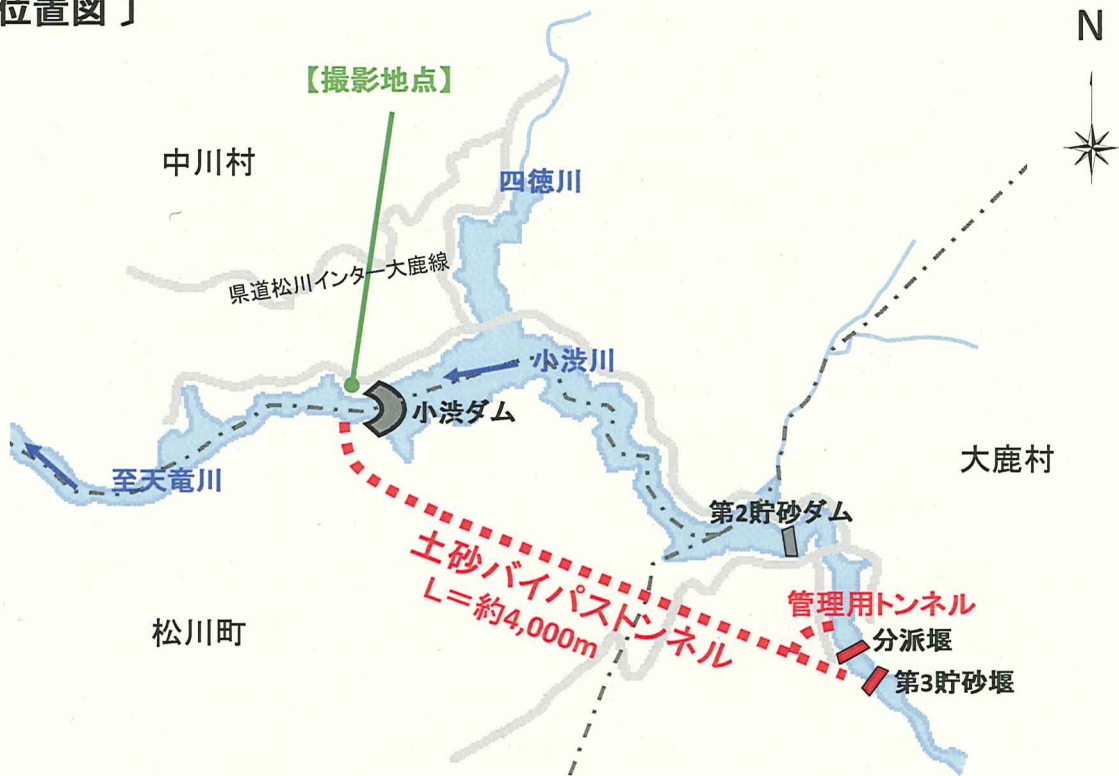 位置図〕
N
【撮影地点】
中川村
四徳川
県道松川インター大鹿線
小渋川
小渋ダム
大鹿村
至天竜川
第2貯砂ダム
土砂バイパストンネル
L=約4,000m
管理用トンネル
松川町
分派堰
第3貯砂堰